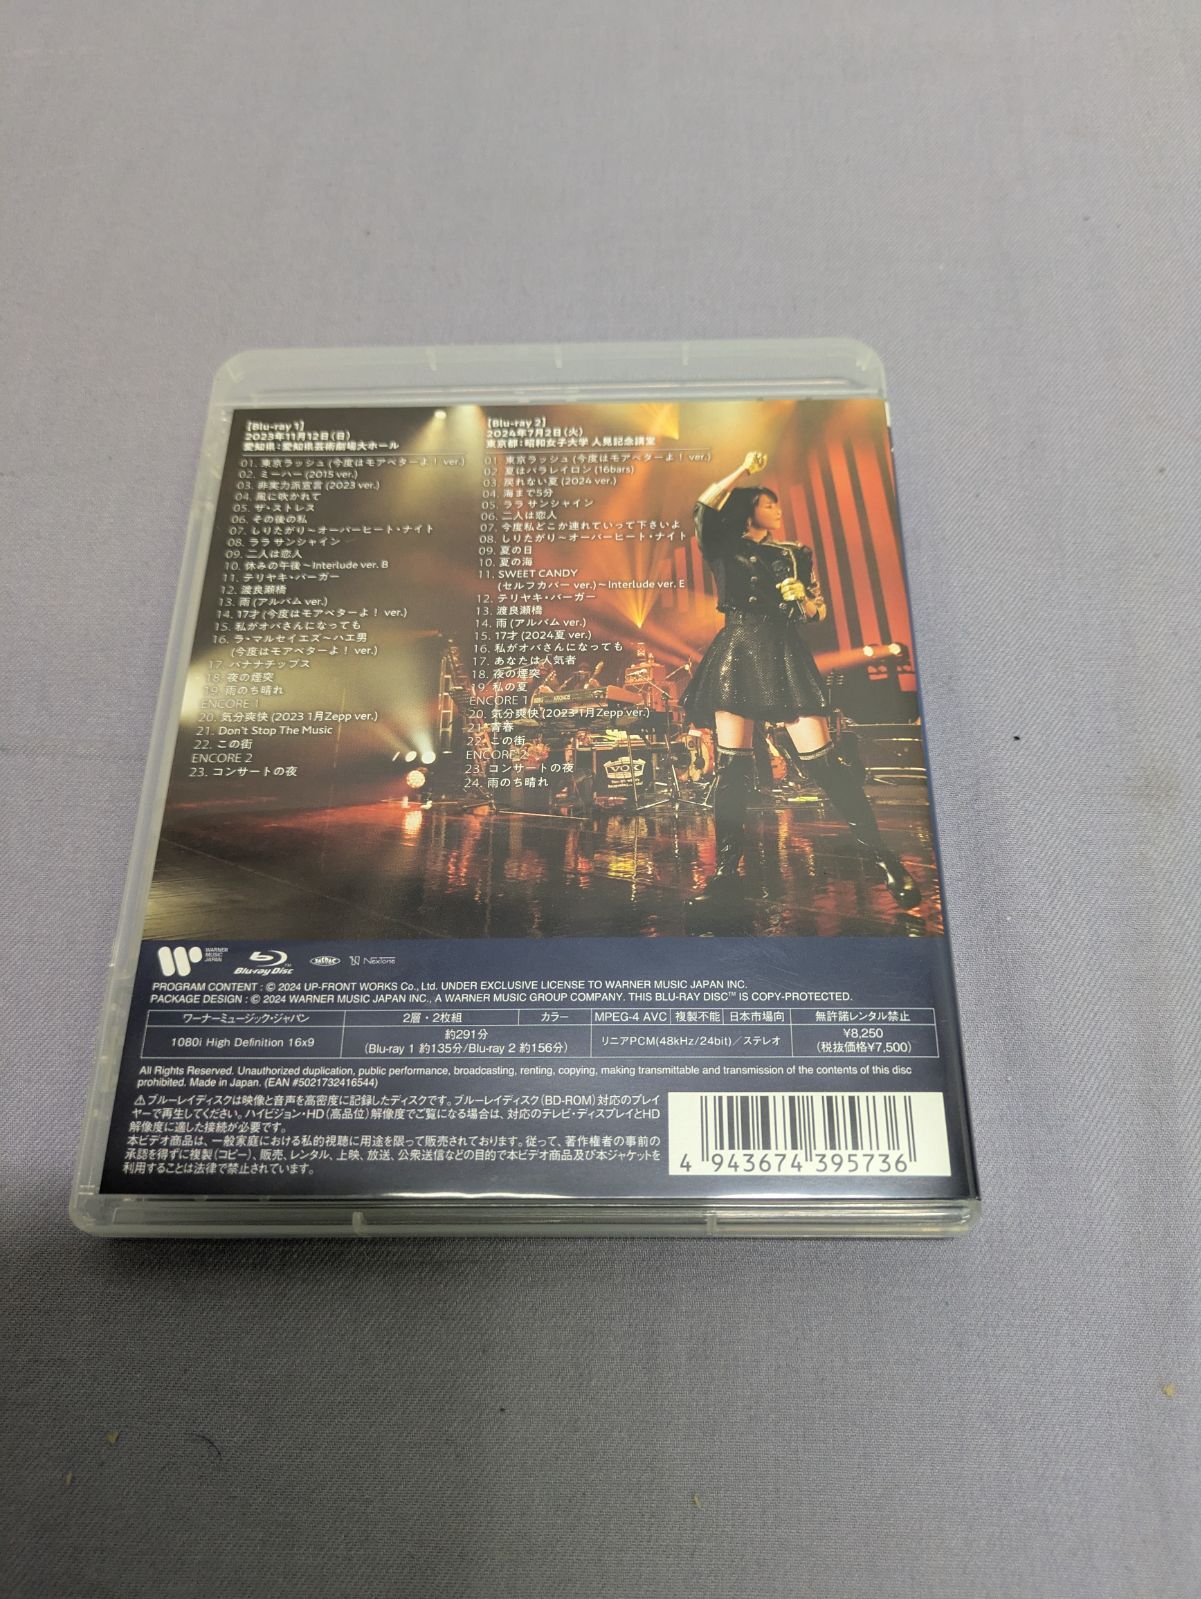 【Blu-ray 1】
2023年11月12日(日)
愛知県:愛知県芸術劇場大ホール
01. 東京ラッシュ(今度はモアベターよ! ver.)
02. ミーハー(2015 ver.)
03. 非実力派宣言(2023 ver.)
04. 風に吹かれて
05. ザ・ストレス
06. その後の私
07. しりたがり〜オーバーヒート・ナイト
08. ララ サンシャイン
09. 二人は恋人
10. 休みの午後〜Interlude ver. B
11. テリヤキ・バーガー
12. 渡良瀬橋
13. 雨(アルバム ver.)
14. 17才(今度はモアベターよ! ver.)
15. 私がオバさんになっても
16. ラ・マルセイエズ〜ハエ男
(今度はモアベターよ! ver.)
17. バナナチップス
18. 夜の煙突
19. 雨のち晴れ
ENCORE 1
20. 気分爽快(2023 1月Zepp ver.)
21. Don't Stop The Music
22. この街
ENCORE 2
23. コンサートの夜
【Blu-ray 2】
2024年7月2日(火)
東京都:昭和女子大学 人見記念講堂
01. 東京ラッシュ(今度はモアベターよ! ver.)
02. 夏はパラレイロン(16bars)
03. 戻れない夏(2024 ver.)
04. 海まで5分
05. ララ サンシャイン
06. 二人は恋人
07. 今度私どこか連れていって下さいよ
08. しりたがり〜オーバーヒート・ナイト
09. 夏の日
10. 夏の海
11. SWEET CANDY
(セルフカバー ver.)〜Interlude ver. E
12. テリヤキ・バーガー
13. 渡良瀬橋
14. 雨(アルバム ver.)
15. 17才(2024夏 ver.)
16. 私がオバさんになっても
17. あなたは人気者
18. 夜の煙突
19. 私の夏
ENCORE 1
20. 気分爽快(2023 1月Zepp ver.)
21. 青春
22. この街
ENCORE 2
23. コンサートの夜
24. 雨のち晴れ
VOX
WARNER MUSIC JAPAN
Blu-ray Disc™
JASRAC
NexTone
PROGRAM CONTENT : © 2024 UP-FRONT WORKS Co., Ltd. UNDER EXCLUSIVE LICENSE TO WARNER MUSIC JAPAN INC.
PACKAGE DESIGN : © 2024 WARNER MUSIC JAPAN INC., A WARNER MUSIC GROUP COMPANY. THIS BLU-RAY DISC™ IS COPY-PROTECTED.
ワーナーミュージック・ジャパン 2層・2枚組 カラー MPEG-4 AVC 複製不能 日本市場向 無許諾レンタル禁止
1080i High Definition 16x9 約291分 (Blu-ray 1 約135分/Blu-ray 2 約156分) リニアPCM(48kHz/24bit)/ステレオ ¥8,250 (税抜価格¥7,500)
All Rights Reserved. Unauthorized duplication, public performance, broadcasting, renting, copying, making transmittable and transmission of the contents of this disc
prohibited. Made in Japan. (EAN #5021732416544)
⚠ブルーレイディスクは映像と音声を高密度に記録したディスクです。ブルーレイディスク(BD-ROM)対応のプレイ
ヤーで再生してください。ハイビジョン・HD(高品位)解像度でご覧になる場合は、対応のテレビ・ディスプレイとHD
解像度に適した接続が必要です。
本ビデオ商品は、一般家庭における私的視聴に用途を限って販売されております。従って、著作権者の事前の
承認を得ずに複製(コピー)、販売、レンタル、上映、放送、公衆送信などの目的で本ビデオ商品及び本ジャケットを
利用することは法律で禁止されています。
4 943674 395736